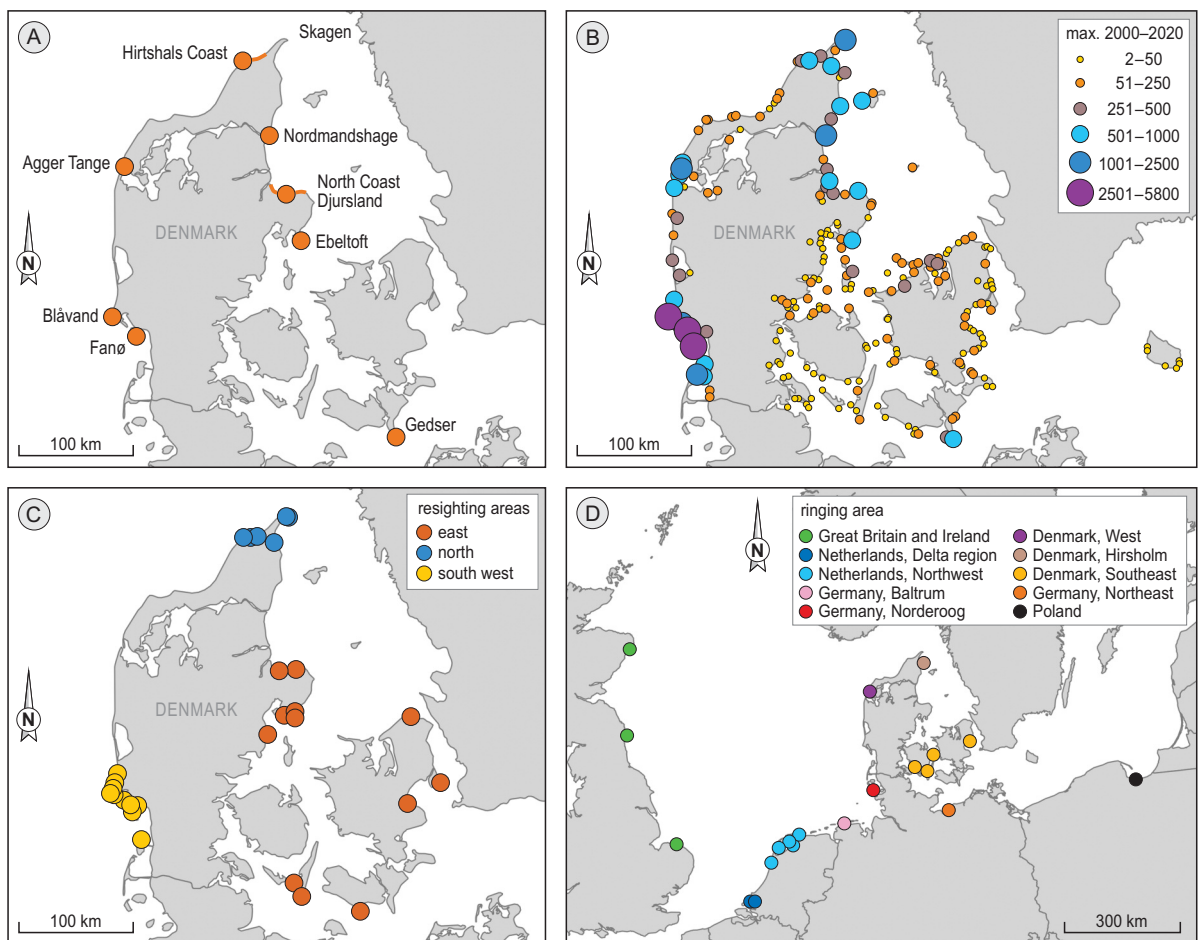 A
Skagen
Hirtshals Coast
Nordmandshage
Agger Tange
North Coast
Djursland
DENMARK
Ebeltoft
N
Blåvand
Fanø
Gedser
100 km
B
max. 2000–2020
2–50
51–250
251–500
501–1000
1001–2500
2501–5800
DENMARK
N
100 km
C
resighting areas
east
north
south west
DENMARK
N
100 km
D
N
ringing area
Great Britain and Ireland
Netherlands, Delta region
Netherlands, Northwest
Germany, Baltrum
Germany, Norderoog
Denmark, West
Denmark, Hirsholm
Denmark, Southeast
Germany, Northeast
Poland
300 km